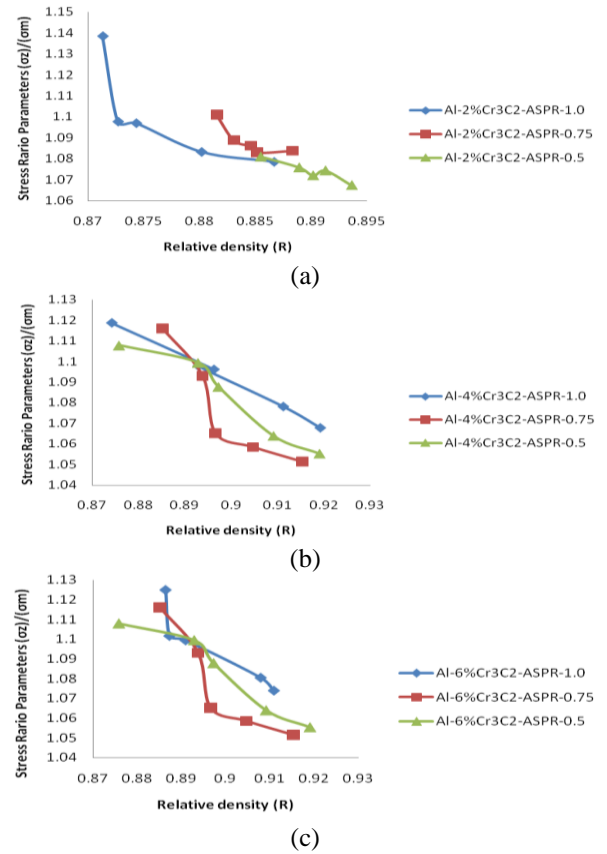 Stress Rario Parameters (σz)/(σm)
1.15
1.14
1.13
1.12
1.11
1.1
1.09
1.08
1.07
1.06
0.87 0.875 0.88 0.885 0.89 0.895
Relative density (R)
Al-2%Cr3C2-ASPR-1.0
Al-2%Cr3C2-ASPR-0.75
Al-2%Cr3C2-ASPR-0.5
(a)
Stress Rario Parameters (σz)/(σm)
1.13
1.12
1.11
1.1
1.09
1.08
1.07
1.06
1.05
1.04
0.87 0.88 0.89 0.9 0.91 0.92 0.93
Relative density (R)
Al-4%Cr3C2-ASPR-1.0
Al-4%Cr3C2-ASPR-0.75
Al-4%Cr3C2-ASPR-0.5
(b)
Stress Rario Parameters (σz)/(σm)
1.13
1.12
1.11
1.1
1.09
1.08
1.07
1.06
1.05
1.04
0.87 0.88 0.89 0.9 0.91 0.92 0.93
Relative density (R)
Al-6%Cr3C2-ASPR-1.0
Al-6%Cr3C2-ASPR-0.75
Al-6%Cr3C2-ASPR-0.5
(c)